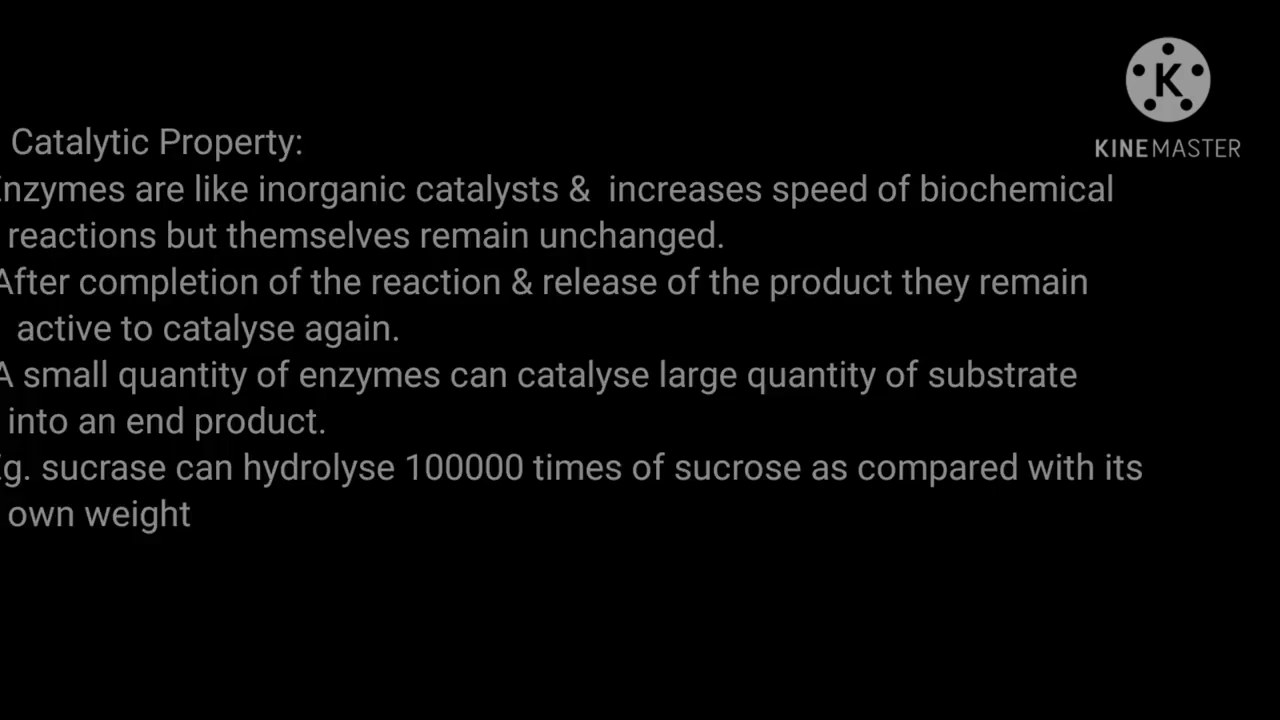 Catalytic Property:
Enzymes are like inorganic catalysts & increases speed of biochemical
reactions but themselves remain unchanged.
After completion of the reaction & release of the product they remain
active to catalyse again.
A small quantity of enzymes can catalyse large quantity of substrate
into an end product.
Eg. sucrase can hydrolyse 100000 times of sucrose as compared with its
own weight
K
KINEMASTER